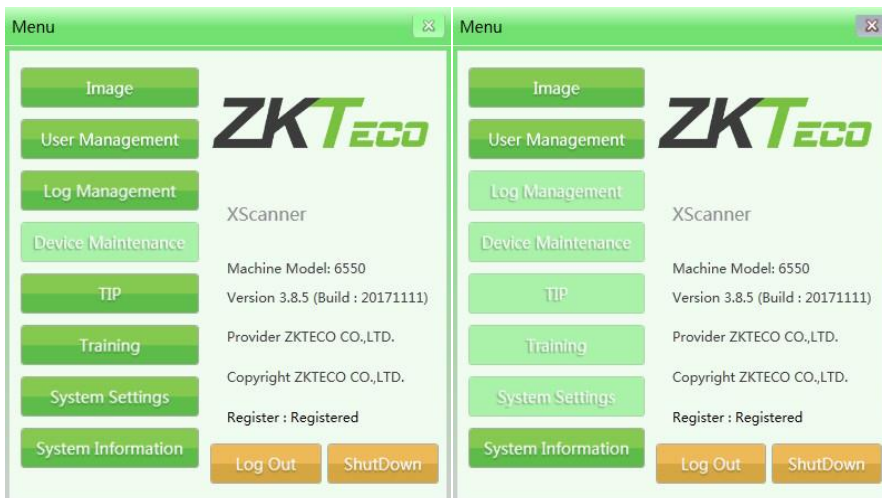 Menu
Image
User Management
Log Management
Device Maintenance
TIP
Training
System Settings
System Information
ZKTECO
XScanner
Machine Model: 6550
Version 3.8.5 (Build : 20171111)
Provider ZKTECO CO.,LTD.
Copyright ZKTECO CO.,LTD.
Register : Registered
Log Out
ShutDown
Menu
Image
User Management
Log Management
Device Maintenance
TIP
Training
System Settings
System Information
ZKTECO
XScanner
Machine Model: 6550
Version 3.8.5 (Build : 20171111)
Provider ZKTECO CO.,LTD.
Copyright ZKTECO CO.,LTD.
Register : Registered
Log Out
ShutDown